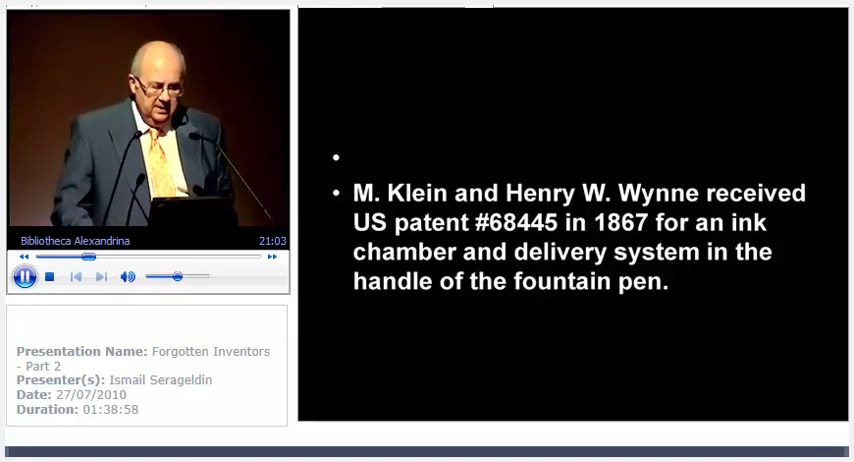 Bibliotheca Alexandrina 21:03
Presentation Name: Forgotten Inventors
- Part 2
Presenter(s): Ismail Serageldin
Date: 27/07/2010
Duration: 01:38:58
•
• M. Klein and Henry W. Wynne received
US patent #68445 in 1867 for an ink
chamber and delivery system in the
handle of the fountain pen.